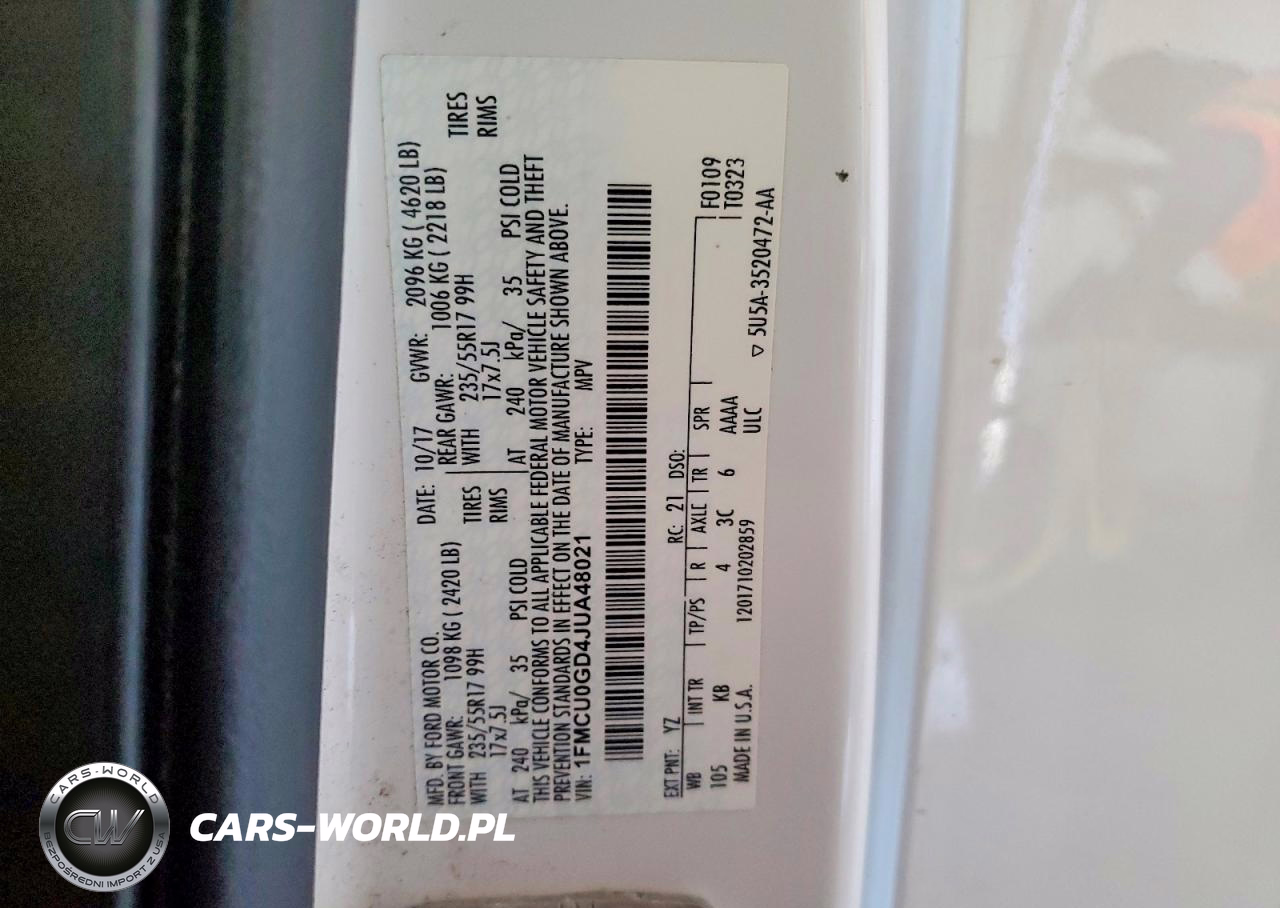 MFD. BY FORD MOTOR CO. DATE: 10/17 GVWR: 2096 KG ( 4620 LB)
FRONT GAWR: 1098 KG ( 2420 LB) REAR GAWR: 1006 KG ( 2218 LB)
WITH 235/55R17 99H TIRES WITH 235/55R17 99H TIRES
17x7.5J RIMS 17x7.5J RIMS
AT 240 kPa/ 35 PSI COLD AT 240 kPa/ 35 PSI COLD
THIS VEHICLE CONFORMS TO ALL APPLICABLE FEDERAL MOTOR VEHICLE SAFETY AND THEFT
PREVENTION STANDARDS IN EFFECT ON THE DATE OF MANUFACTURE SHOWN ABOVE.
VIN: 1FMCU0GD4JUA48021 TYPE: MPV
EXT PNT: YZ RC: 21 DSO:
WB INT TR TP/PS R AXLE TR SPR F0109
105 KB 4 3C 6 AAAA T0323
MADE IN U.S.A. 1201710202859 ULC ▽ 5U5A-3520472-AA
CARS-WORLD
CW
BEZPOŚREDNI IMPORT Z USA
CARS-WORLD.PL